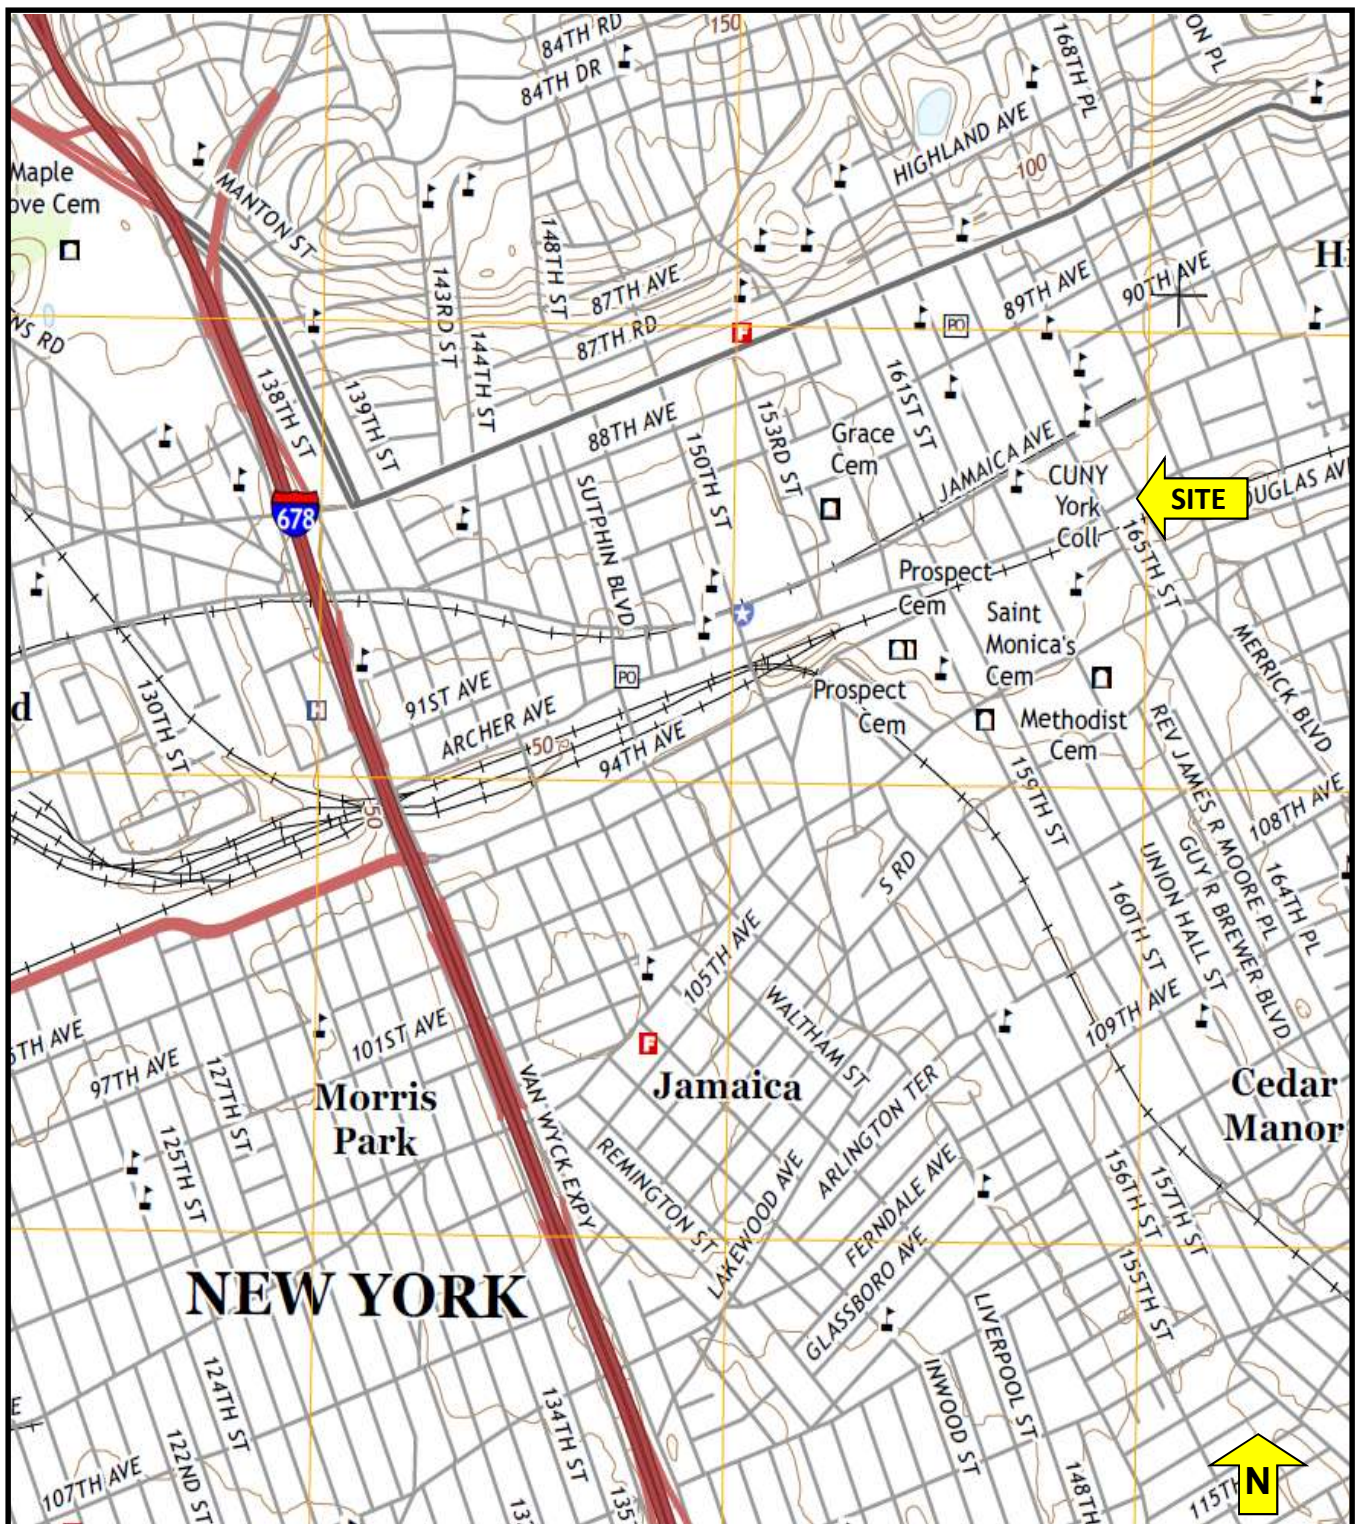 84TH RD
150
168TH PL
ON PL
84TH DR
HIGHLAND AVE
100
Maple
ove Cem
MANTON ST
148TH ST
87TH AVE
143RD ST
89TH AVE
90TH AVE
Hi
ENS RD
87TH RD
PO
F
144TH ST
138TH ST
139TH ST
161ST ST
88TH AVE
153RD ST
150TH ST
Grace
Cem
JAMAICA AVE
CUNY
York
Coll
SITE
OUGLAS AV
678
SUTPHIN BLVD
165TH ST
Prospect
Cem
Saint
Monica's
Cem
MERRICK BLVD
PO
d
130TH ST
H
91ST AVE
ARCHER AVE
50
94TH AVE
Prospect
Cem
Methodist
Cem
REV JAMES R MOORE PL
159TH ST
108TH AVE
50
S RD
UNION HALL ST
GUY R BREWER BLVD
164TH PL
160TH ST
105TH AVE
WALTHAM ST
109TH AVE
5TH AVE
97TH AVE
101ST AVE
F
127TH ST
Morris
Park
VAN WYCK EXPY
Jamaica
ARLINGTON TER
Cedar
Manor
125TH ST
REMINGTON ST
LAKEWOOD AVE
FERNDALE AVE
156TH ST
157TH ST
GLASSBORO AVE
155TH ST
NEW YORK
LIVERPOOL ST
INWOOD ST
124TH ST
134TH ST
E
122ND ST
107TH AVE
135
148TH
115TH
N